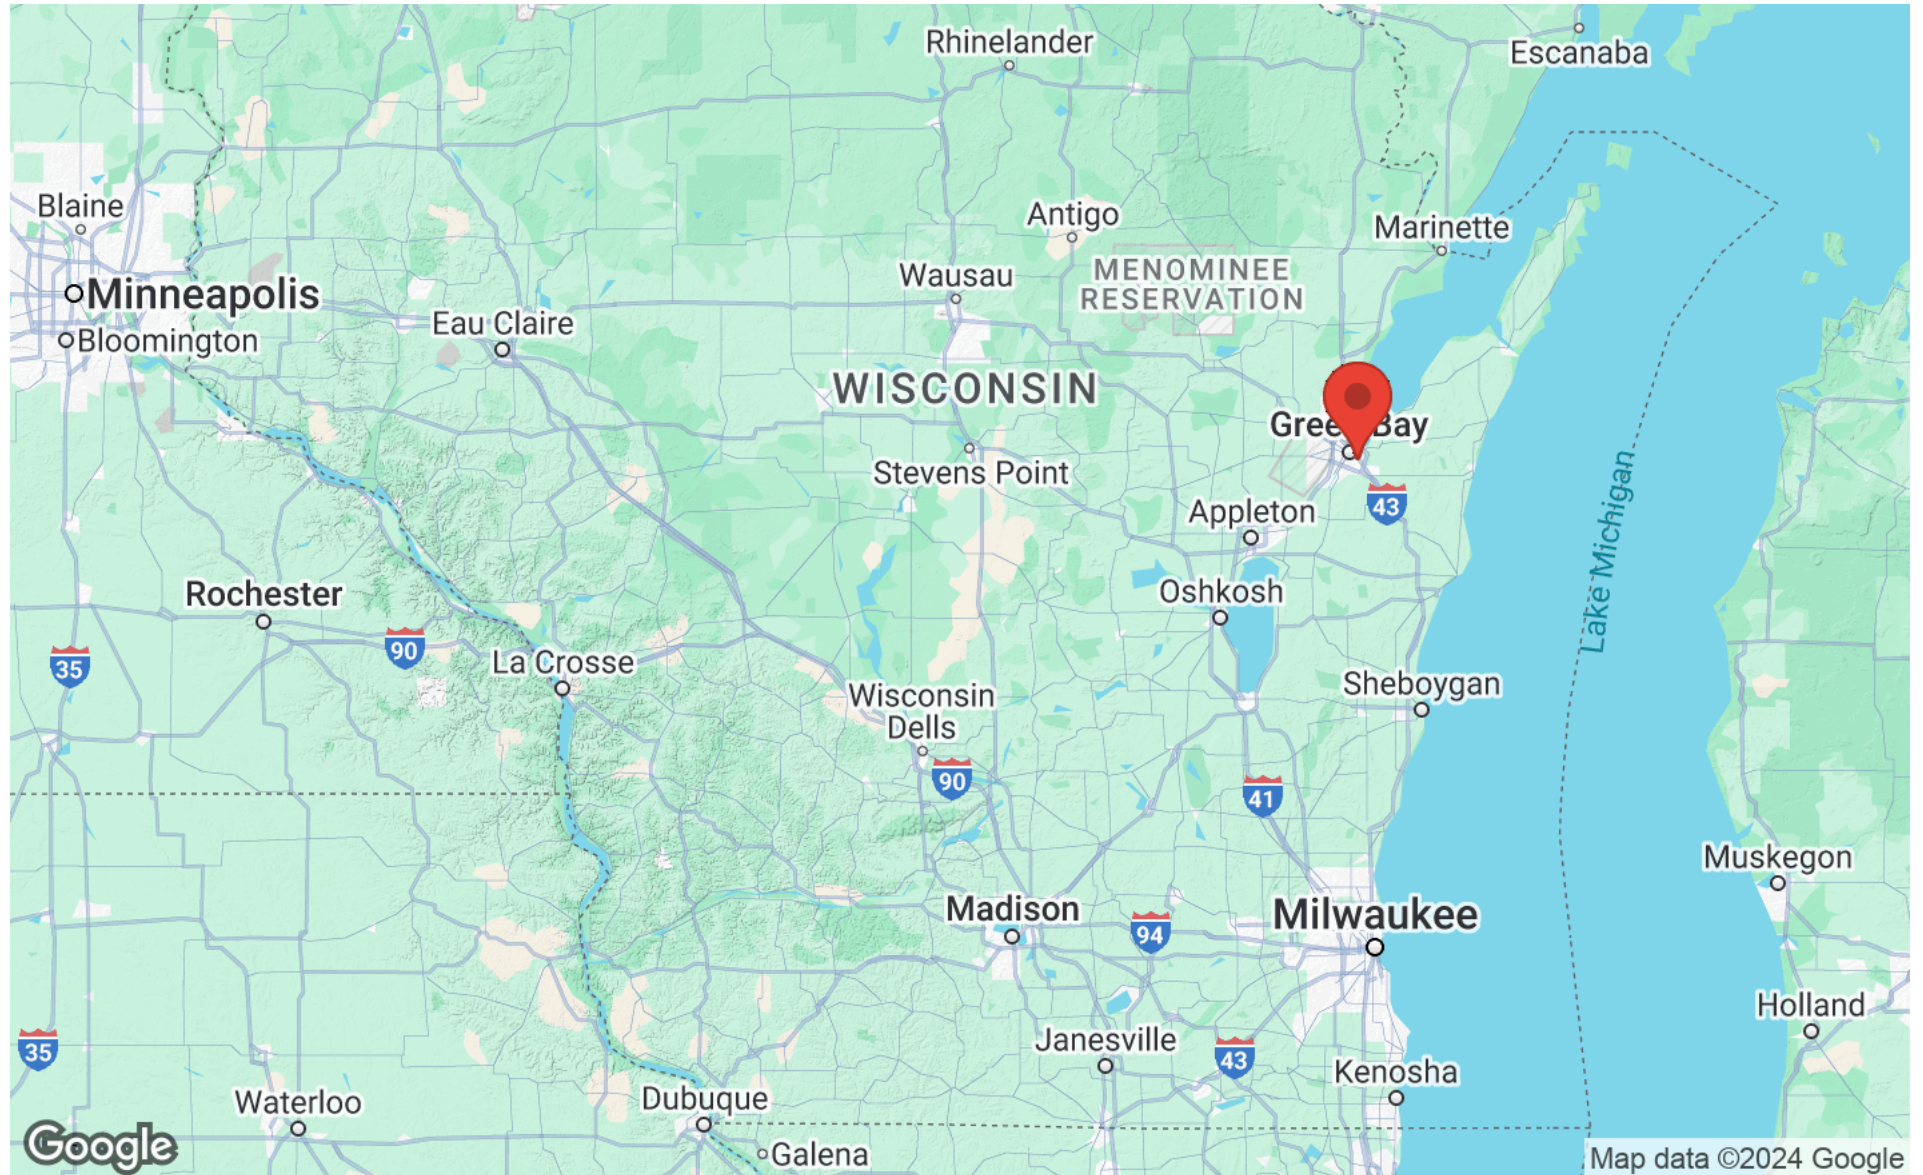 Rhinelander
Escanaba
Blaine
Antigo
Marinette
Minneapolis
Wausau
MENOMINEE
RESERVATION
Eau Claire
Bloomington
WISCONSIN
Green Bay
Stevens Point
43
Appleton
Lake Michigan
Oshkosh
Rochester
90
35
La Crosse
Wisconsin
Dells
Sheboygan
90
41
Muskegon
Madison
Milwaukee
94
Holland
35
Janesville
43
Kenosha
Waterloo
Dubuque
Galena
Google
Map data ©2024 Google